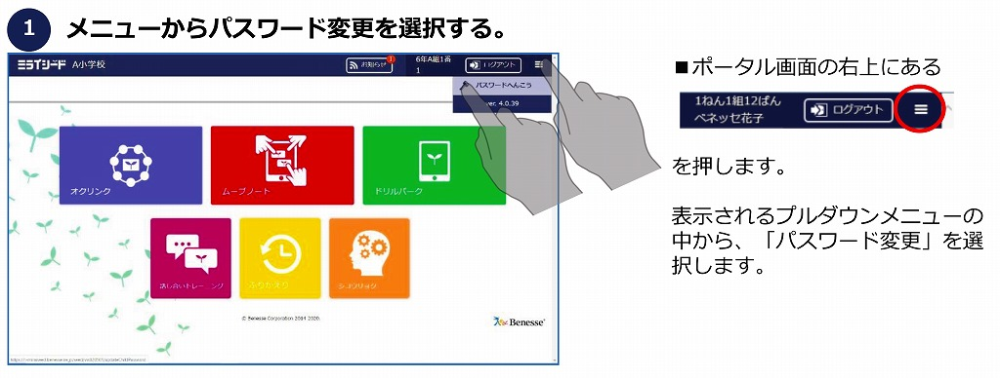 1 メニューからパスワード変更を選択する。
ミライシード A小学校
お知らせ 1
6年A組1番
1
ログアウト
パスワードへんこう
ver. 4.0.39
オクリンク
ムーブノート
ドリルパーク
話し合いトレーニング
ふりかえり
© Benesse Corporation 2014-2020.
Benesse
■ポータル画面の右上にある
1ねん1組12ばん
ベネッセ花子
ログアウト
を押します。
表示されるプルダウンメニューの
中から、「パスワード変更」を選
択します。